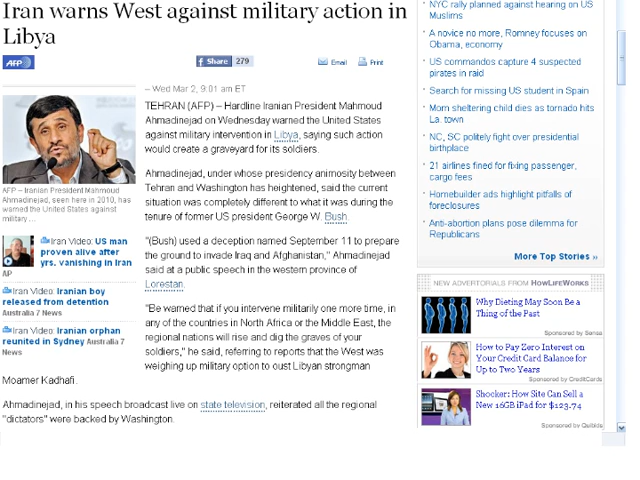 Iran warns West against military action in
Libya
AFP
Share 279
Email
Print
– Wed Mar 2, 9:01 am ET
TEHRAN (AFP) – Hardline Iranian President Mahmoud
Ahmadinejad on Wednesday warned the United States
against military intervention in Libya, saying such action
would create a graveyard for its soldiers.
Ahmadinejad, under whose presidency animosity between
Tehran and Washington has heightened, said the current
situation was completely different to what it was during the
tenure of former US president George W. Bush.
"(Bush) used a deception named September 11 to prepare
the ground to invade Iraq and Afghanistan," Ahmadinejad
said at a public speech in the western province of
Lorestan.
"Be warned that if you intervene militarily one more time, in
any of the countries in North Africa or the Middle East, the
regional nations will rise and dig the graves of your
soldiers," he said, referring to reports that the West was
weighing up military option to oust Libyan strongman
Moamer Kadhafi.
Ahmadinejad, in his speech broadcast live on state television, reiterated all the regional
"dictators" were backed by Washington.
AFP – Iranian President Mahmoud
Ahmadinejad, seen here in 2010, has
warned the United States against
military …
Iran Video: US man
proven alive after
yrs. vanishing in Iran
AP
Iran Video: Iranian boy
released from detention
Australia 7 News
Iran Video: Iranian orphan
reunited in Sydney Australia 7
News
NYC rally planned against hearing on US
Muslims
A novice no more, Romney focuses on
Obama, economy
US commandos capture 4 suspected
pirates in raid
Search for missing US student in Spain
Mom sheltering child dies as tornado hits
La. town
NC, SC politely fight over presidential
birthplace
21 airlines fined for fixing passenger,
cargo fees
Homebuilder ads highlight pitfalls of
foreclosures
Anti-abortion plans pose dilemma for
Republicans
More Top Stories »
NEW ADVERTORIALS FROM HOWLIFEWORKS
Why Dieting May Soon Be a
Thing of the Past
Sponsored by Sensa
How to Pay Zero Interest on
Your Credit Card Balance for
Up to Two Years
Sponsored by CreditCards
Shocker: How Site Can Sell a
New 16GB iPad for $123.74
Sponsored by Quibids